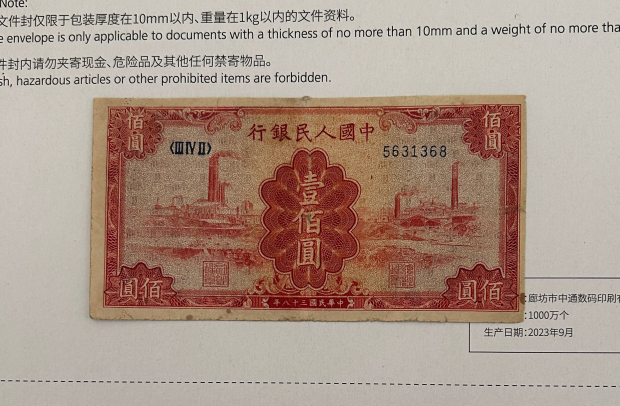 Note:
文件封仅限于包装厚度在10mm以内、重量在1kg以内的文件资料。
e envelope is only applicable to documents with a thickness of no more than 10mm and a weight of no more tha
件封内请勿夹寄现金、危险品及其他任何禁寄物品。
sh, hazardous articles or other prohibited items are forbidden.
佰圓
行銀民人國中
佰圓
〈ⅢⅣⅡ〉
5631368
壹佰圓
圓佰
年八十三國民華中
圓佰
:廊坊市中通数码印刷有
:1000万个
生产日期:2023年9月